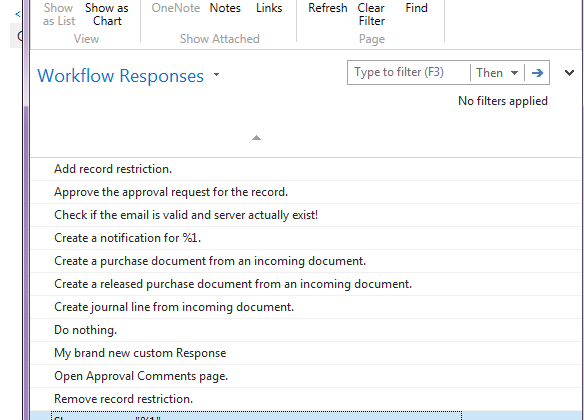 Show as List
Show as Chart
OneNote
Notes
Links
Refresh
Clear Filter
Find
View
Show Attached
Page
Workflow Responses
Type to filter (F3)
Then
No filters applied
Add record restriction.
Approve the approval request for the record.
Check if the email is valid and server actually exist!
Create a notification for %1.
Create a purchase document from an incoming document.
Create a released purchase document from an incoming document.
Create journal line from incoming document.
Do nothing.
My brand new custom Response
Open Approval Comments page.
Remove record restriction.